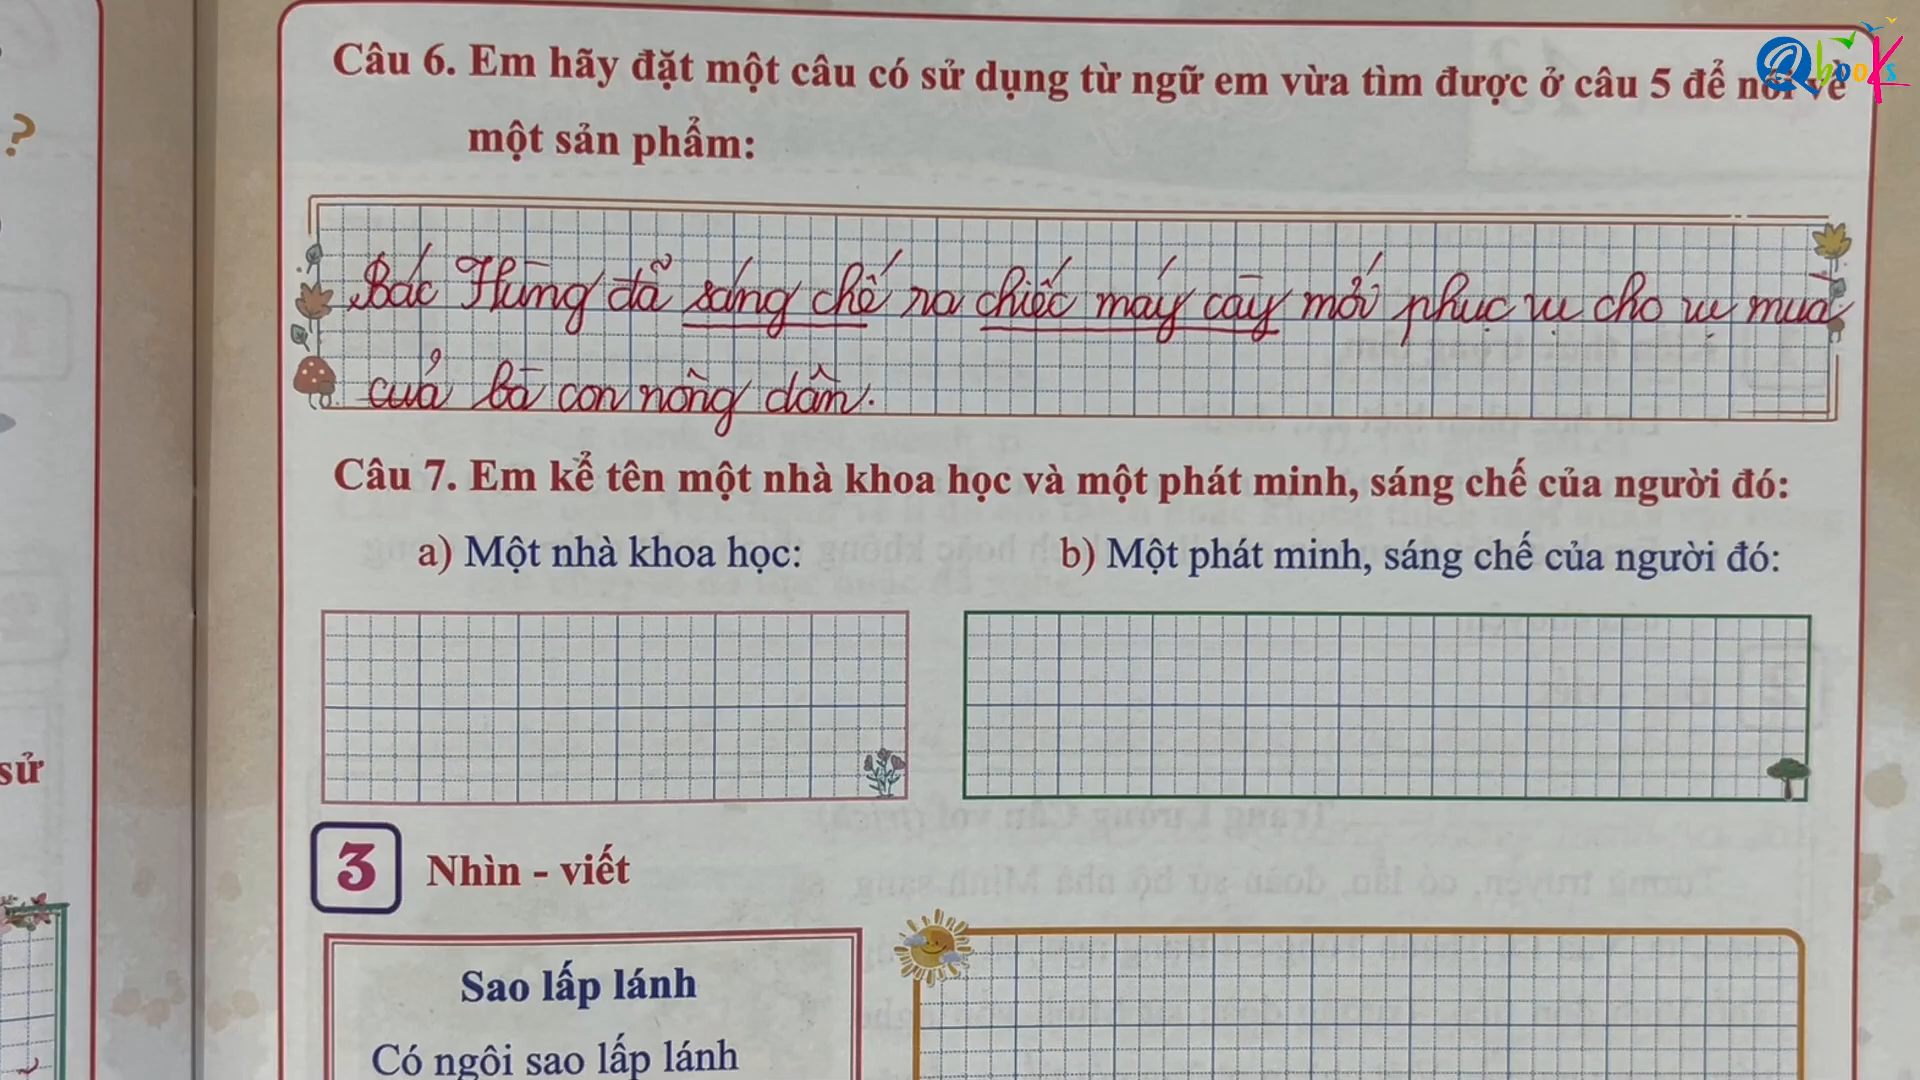 Qbooks
Câu 6. Em hãy đặt một câu có sử dụng từ ngữ em vừa tìm được ở câu 5 để nói về
một sản phẩm:
?
Bác Hùng đã sáng chế ra chiếc máy cày mới phục vụ cho vụ mùa
của bà con nông dân.
Câu 7. Em kể tên một nhà khoa học và một phát minh, sáng chế của người đó:
a) Một nhà khoa học:
b) Một phát minh, sáng chế của người đó:
sử
3 Nhìn - viết
Sao lấp lánh
Có ngôi sao lấp lánh